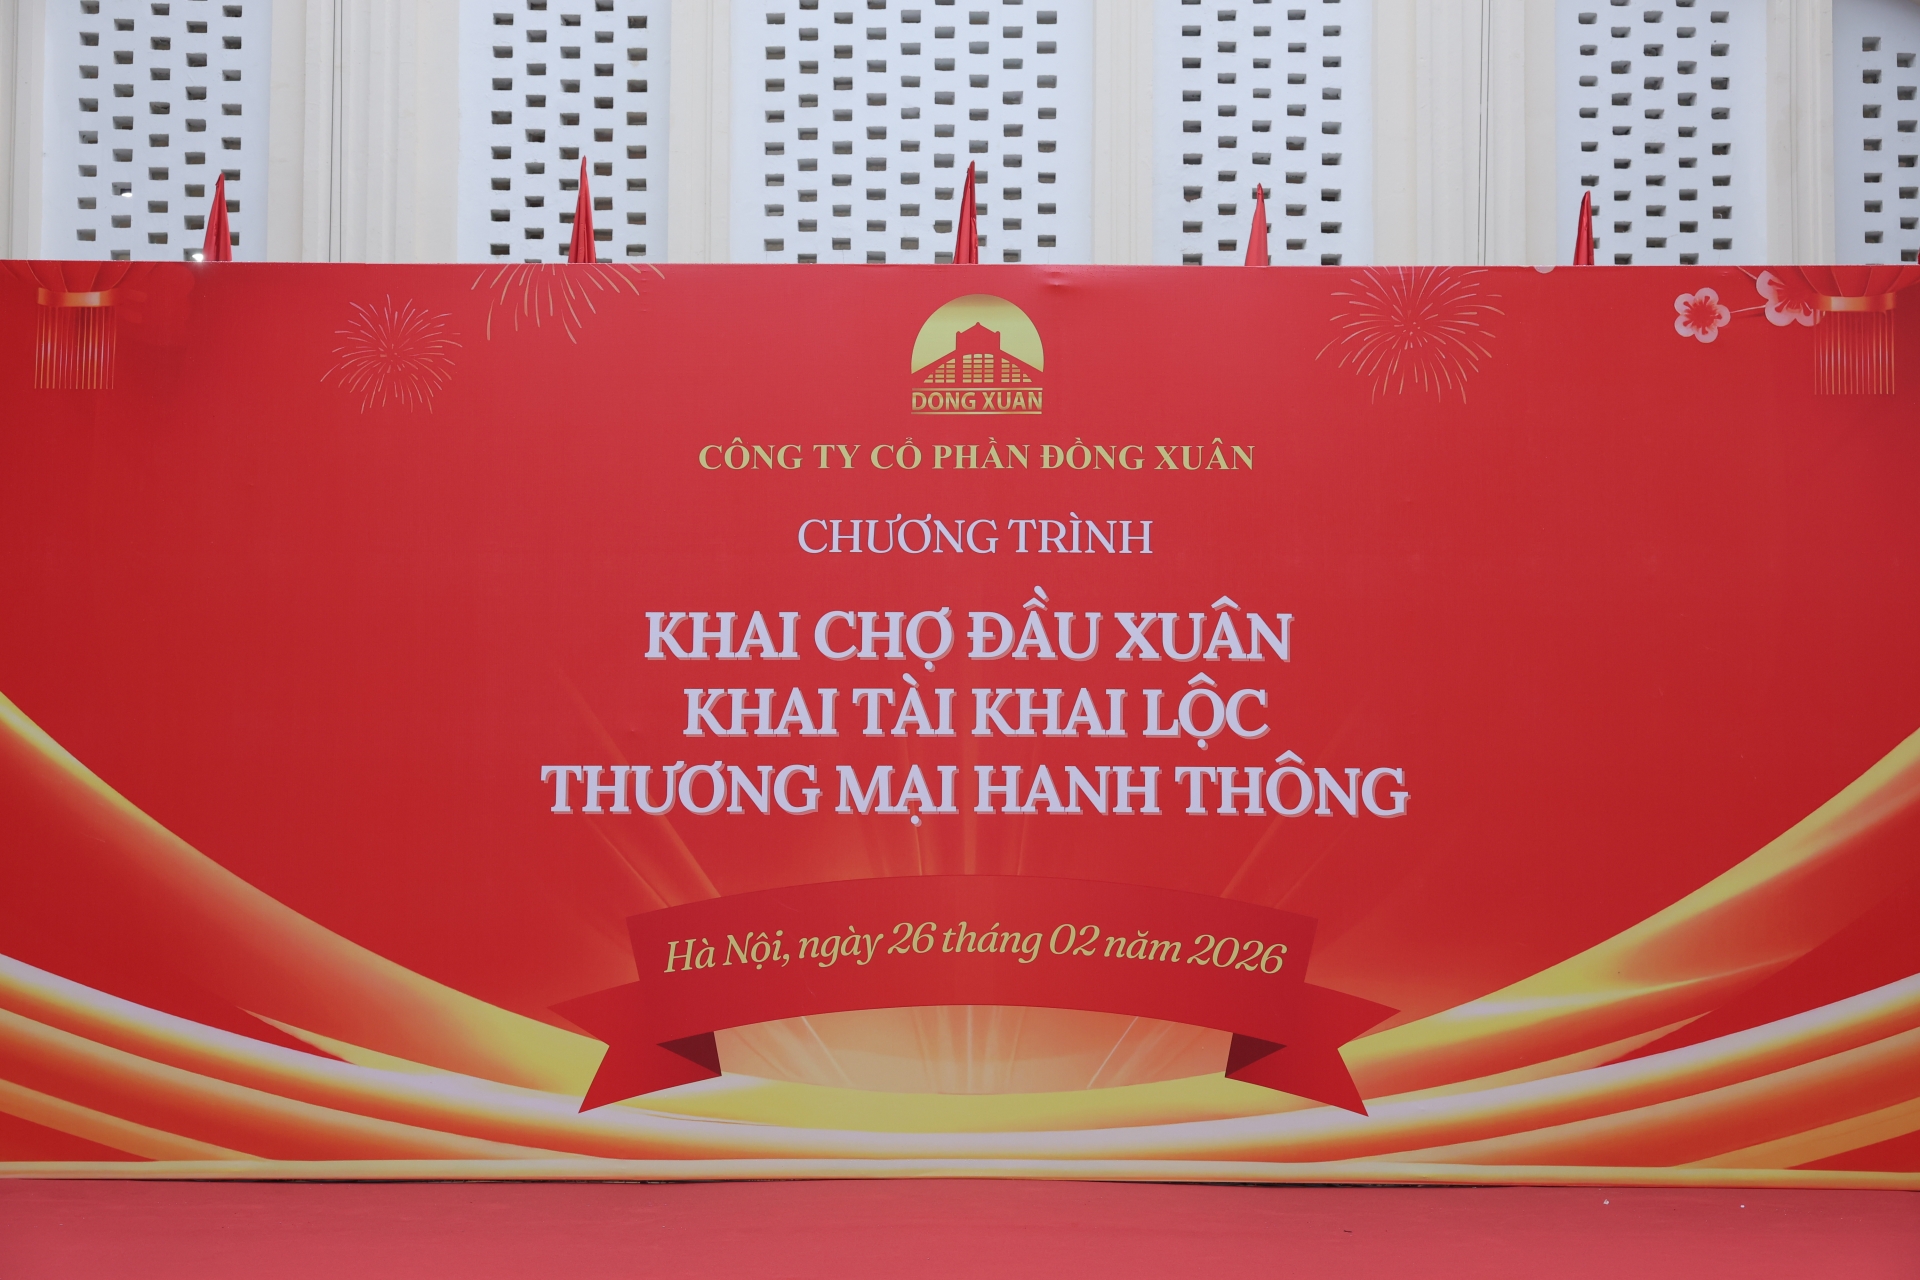 DONG XUAN
CÔNG TY CỔ PHẦN ĐỒNG XUÂN
CHƯƠNG TRÌNH
KHAI CHỢ ĐẦU XUÂN
KHAI TÀI KHAI LỘC
THƯƠNG MẠI HANH THÔNG
Hà Nội, ngày 26 tháng 02 năm 2026